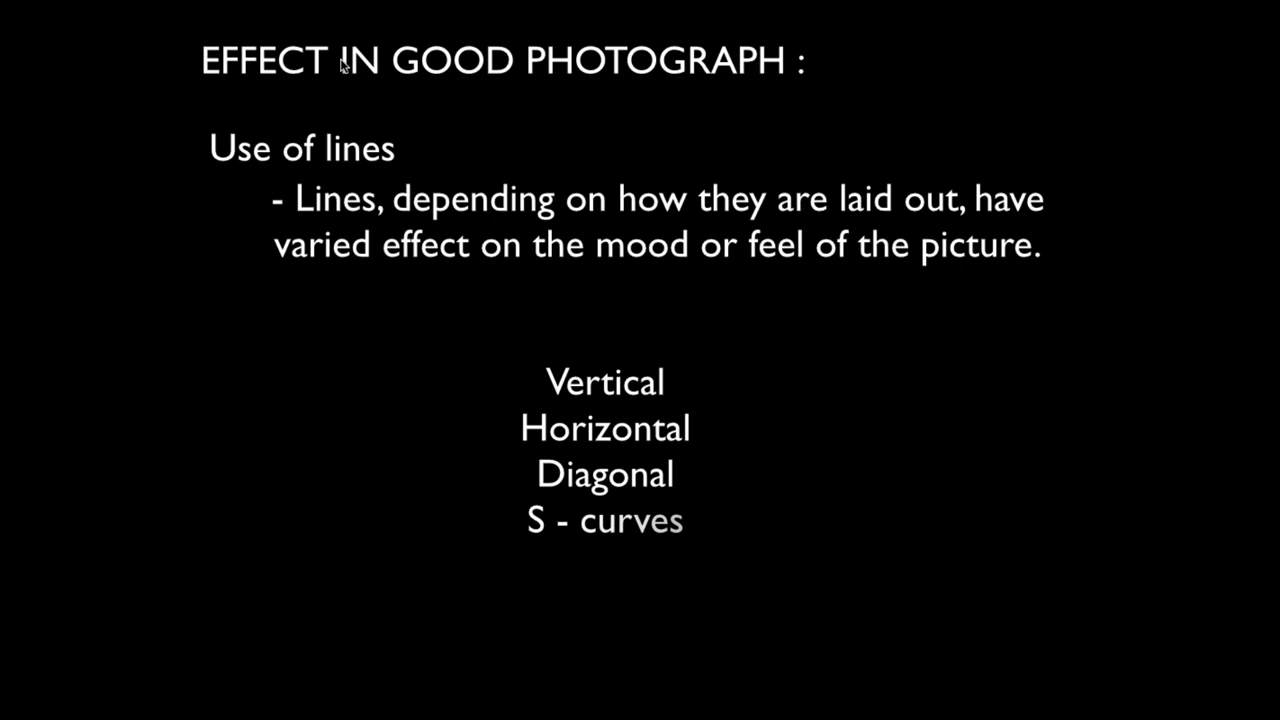 EFFECT IN GOOD PHOTOGRAPH :
Use of lines
- Lines, depending on how they are laid out, have
varied effect on the mood or feel of the picture.
Vertical
Horizontal
Diagonal
S - curves